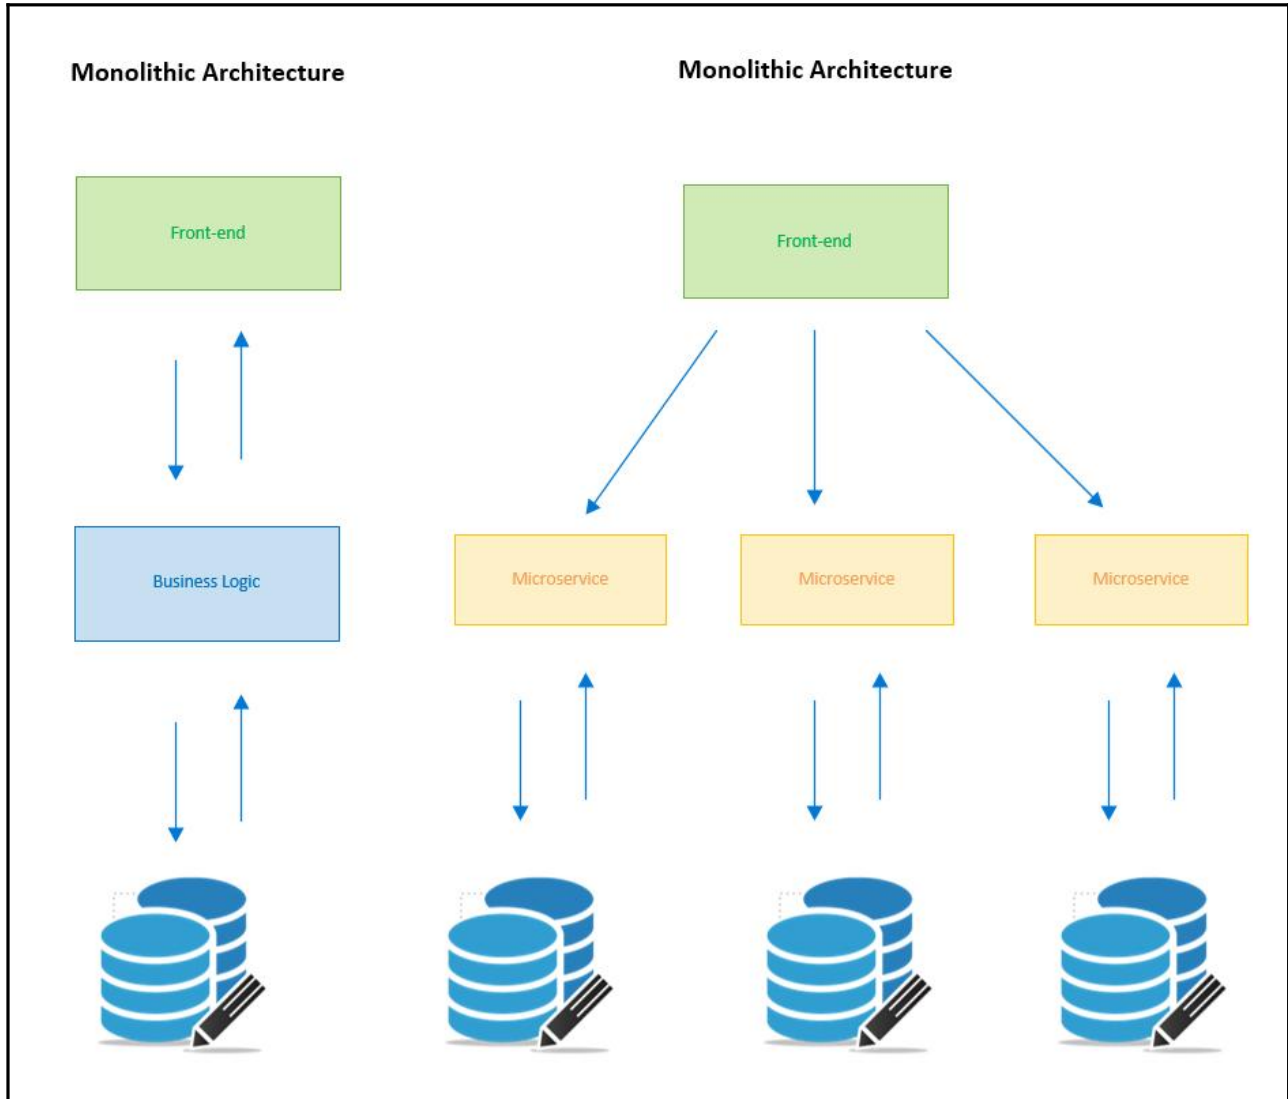 Monolithic Architecture
Monolithic Architecture
Front-end
Front-end
Business Logic
Microservice
Microservice
Microservice